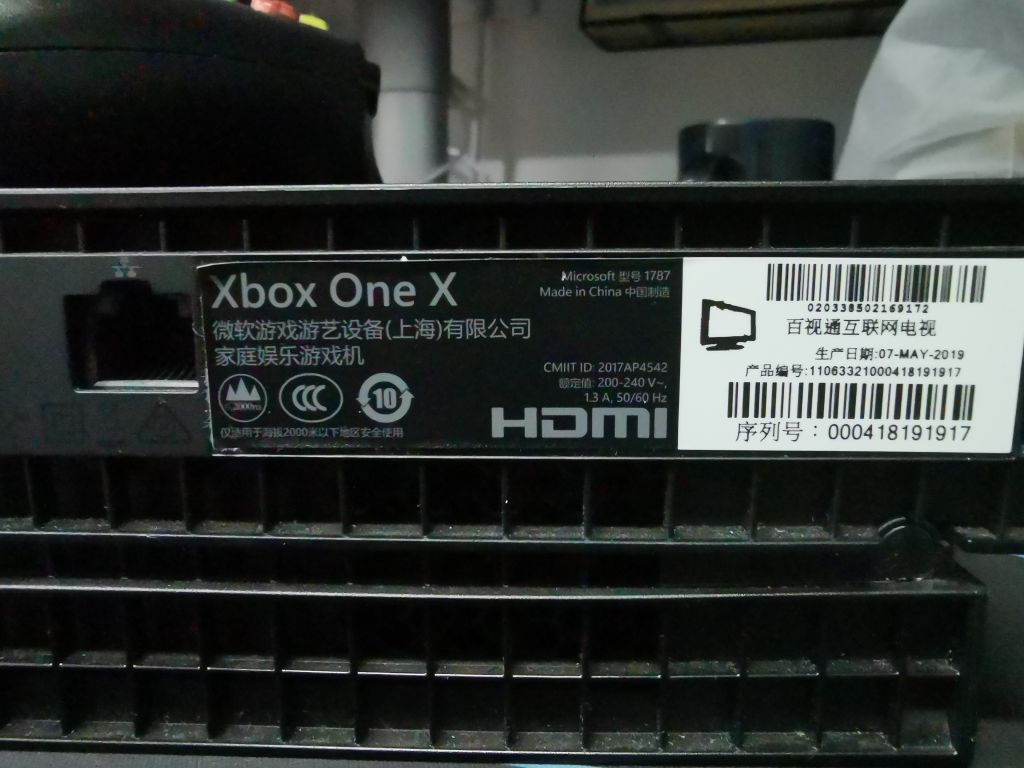 Xbox One X
Microsoft 型号 1787
Made in China 中国制造
微软游戏游艺设备(上海)有限公司
家庭娱乐游戏机
CMIIT ID: 2017AP4542
额定值: 200-240 V~,
1.3 A, 50/60 Hz
2000m
CCC
10
HDMI
仅适用于海拔2000米以下地区安全使用
020338502169172
百视通互联网电视
生产日期:07-MAY-2019
产品编号:11063321000418191917
序列号：000418191917